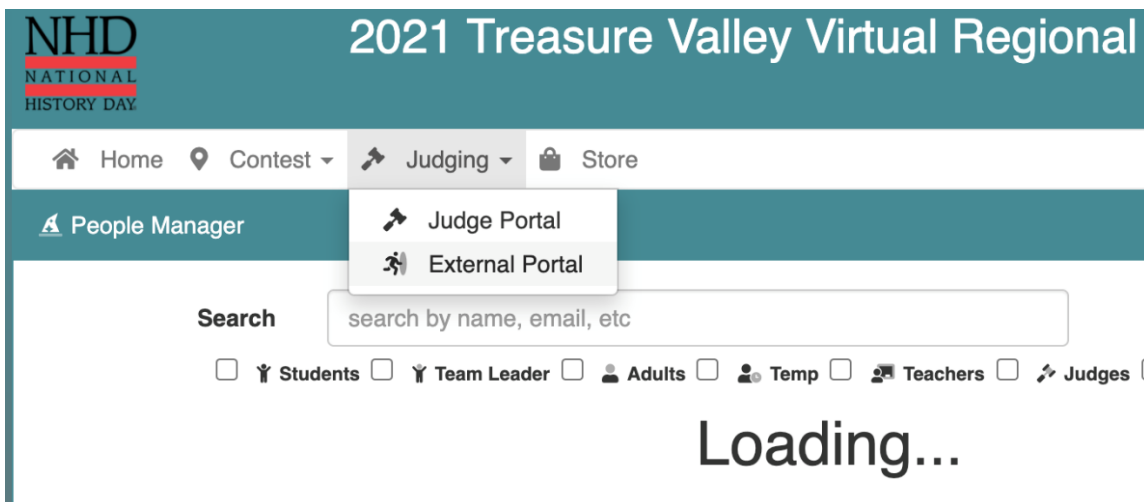 NHD
NATIONAL
HISTORY DAY
2021 Treasure Valley Virtual Regional
Home Contest Judging Store
People Manager
Judge Portal
External Portal
Search search by name, email, etc
Students Team Leader Adults Temp Teachers Judges
Loading...